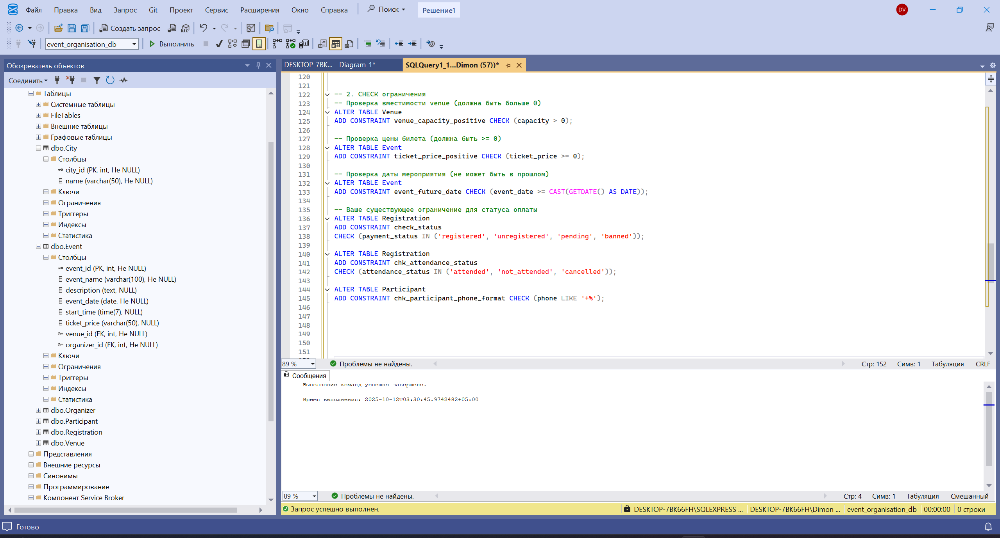 Файл Правка Вид Запрос Git Проект Сервис Расширения Окно Справка Поиск Решение1 DV
Создать запрос DAX
event_organisation_db Выполнить
Обозреватель объектов
Соединить
Таблицы
Системные таблицы
FileTables
Внешние таблицы
Графовые таблицы
dbo.City
Столбцы
city_id (PK, int, Не NULL)
name (varchar(50), Не NULL)
Ключи
Ограничения
Триггеры
Индексы
Статистика
dbo.Event
Столбцы
event_id (PK, int, Не NULL)
event_name (varchar(100), Не NULL)
description (text, NULL)
event_date (date, Не NULL)
start_time (time(7), NULL)
ticket_price (varchar(50), NULL)
venue_id (FK, int, Не NULL)
organizer_id (FK, int, Не NULL)
Ключи
Ограничения
Триггеры
Индексы
Статистика
dbo.Organizer
dbo.Participant
dbo.Registration
dbo.Venue
Представления
Внешние ресурсы
Синонимы
Программирование
Компонент Service Broker
DESKTOP-7BK... - Diagram_1* SQLQuery1_1...Dimon (57))*
120
121
122 -- 2. CHECK ограничения
123 -- Проверка вместимости venue (должна быть больше 0)
124 ALTER TABLE Venue
125 ADD CONSTRAINT venue_capacity_positive CHECK (capacity > 0);
126
127 -- Проверка цены билета (должна быть >= 0)
128 ALTER TABLE Event
129 ADD CONSTRAINT ticket_price_positive CHECK (ticket_price >= 0);
130
131 -- Проверка даты мероприятия (не может быть в прошлом)
132 ALTER TABLE Event
133 ADD CONSTRAINT event_future_date CHECK (event_date >= CAST(GETDATE() AS DATE));
134
135 -- Ваше существующее ограничение для статуса оплаты
136 ALTER TABLE Registration
137 ADD CONSTRAINT check_status
138 CHECK (payment_status IN ('registered', 'unregistered', 'pending', 'banned'));
139
140 ALTER TABLE Registration
141 ADD CONSTRAINT chk_attendance_status
142 CHECK (attendance_status IN ('attended', 'not_attended', 'cancelled'));
143
144 ALTER TABLE Participant
145 ADD CONSTRAINT chk_participant_phone_format CHECK (phone LIKE '+%');
146
147
148
149
150
151
89 % Проблемы не найдены. Стр: 152 Симв: 1 Табуляция CRLF
Сообщения
Выполнение команд успешно завершено.
Время выполнения: 2025-10-12T03:30:45.9742482+05:00
89 % Проблемы не найдены. Стр: 4 Симв: 1 Табуляция Смешанный
Запрос успешно выполнен. DESKTOP-7BK66FH\SQLEXPRESS ... DESKTOP-7BK66FH\Dimon ... event_organisation_db 00:00:00 0 строки
Готово